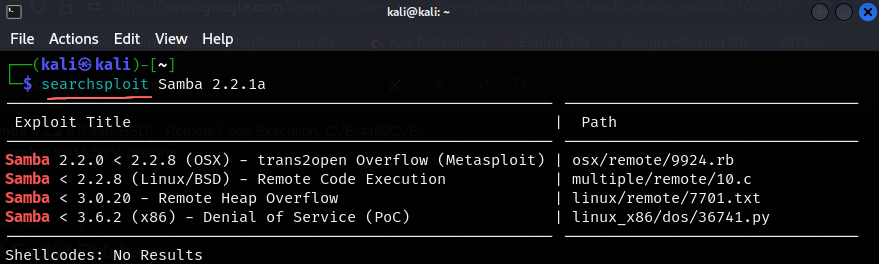 kali@kali: ~
File Actions Edit View Help
(kali㉿kali)-[~]
$ searchsploit Samba 2.2.1a
Exploit Title | Path
Samba 2.2.0 < 2.2.8 (OSX) - trans2open Overflow (Metasploit) | osx/remote/9924.rb
Samba < 2.2.8 (Linux/BSD) - Remote Code Execution | multiple/remote/10.c
Samba < 3.0.20 - Remote Heap Overflow | linux/remote/7701.txt
Samba < 3.6.2 (x86) - Denial of Service (PoC) | linux_x86/dos/36741.py
Shellcodes: No Results